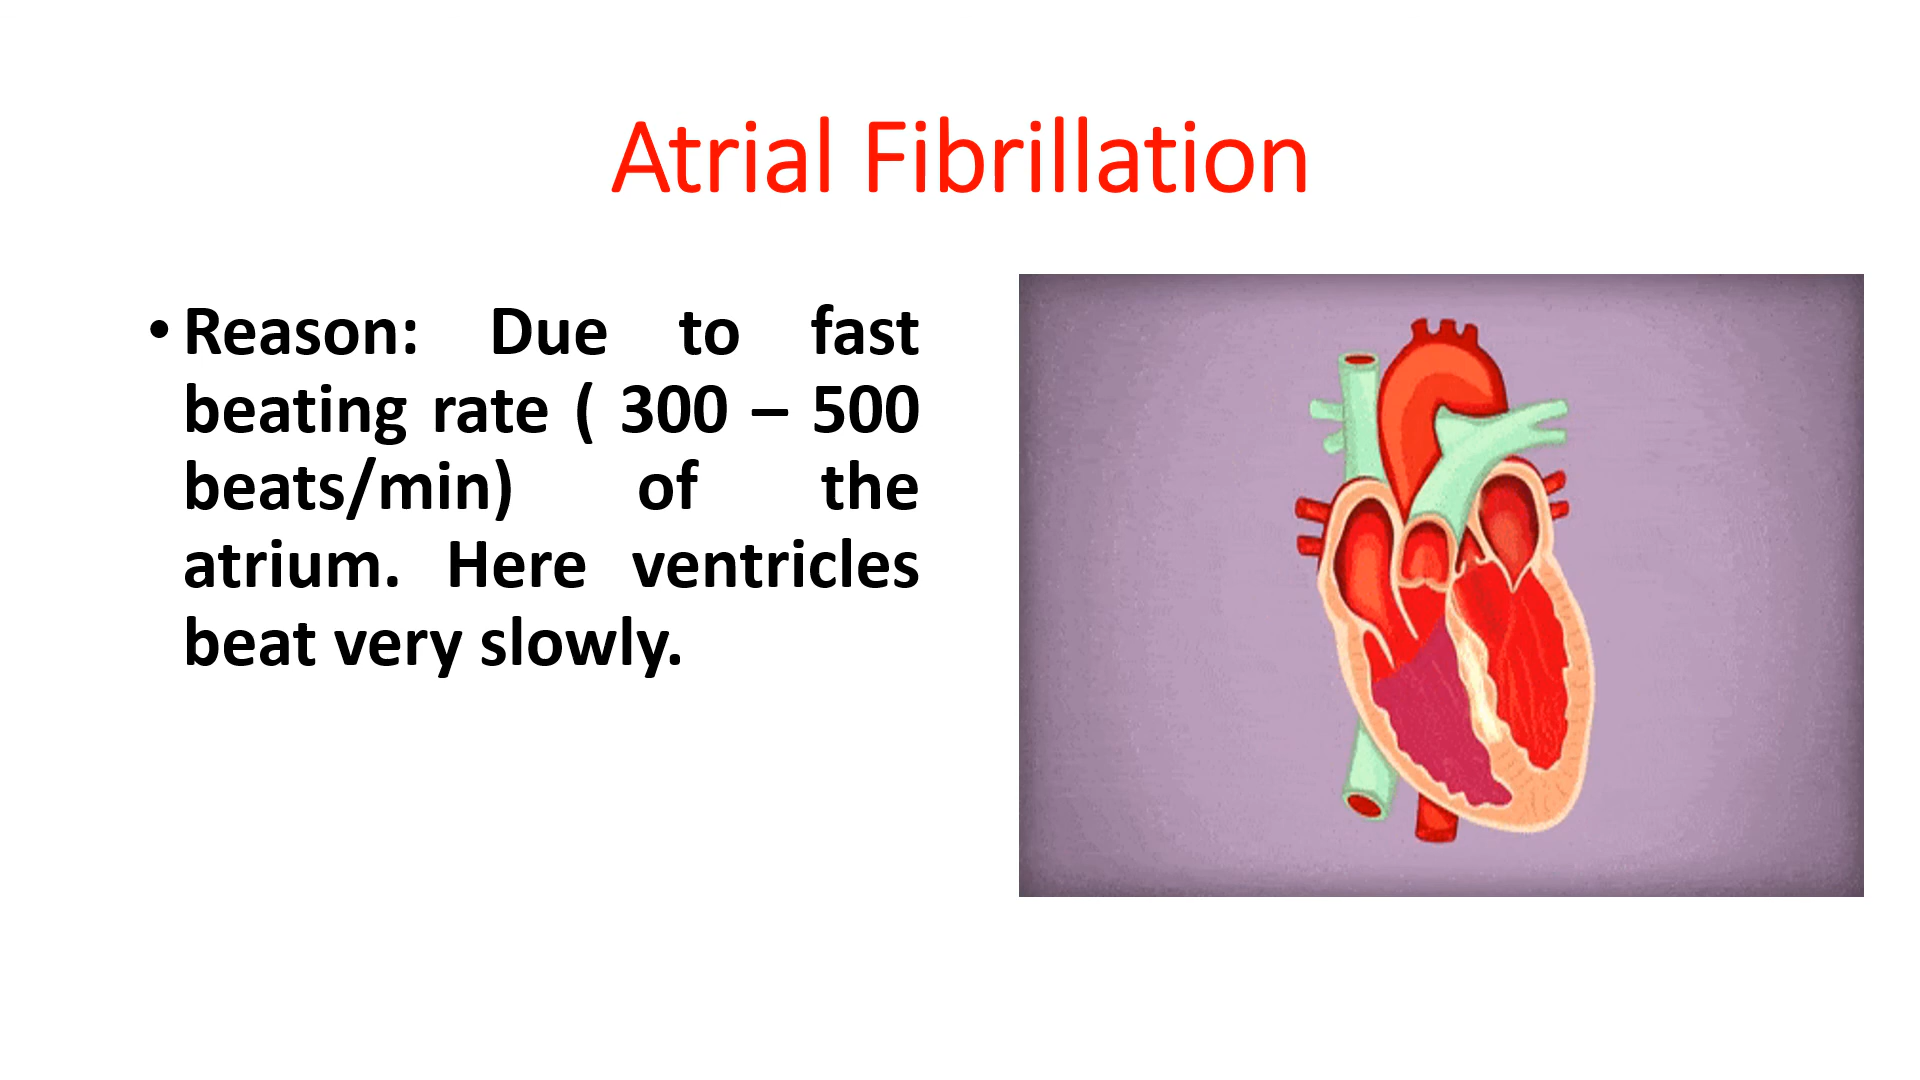 Atrial Fibrillation
• Reason: Due to fast
beating rate ( 300 – 500
beats/min) of the
atrium. Here ventricles
beat very slowly.